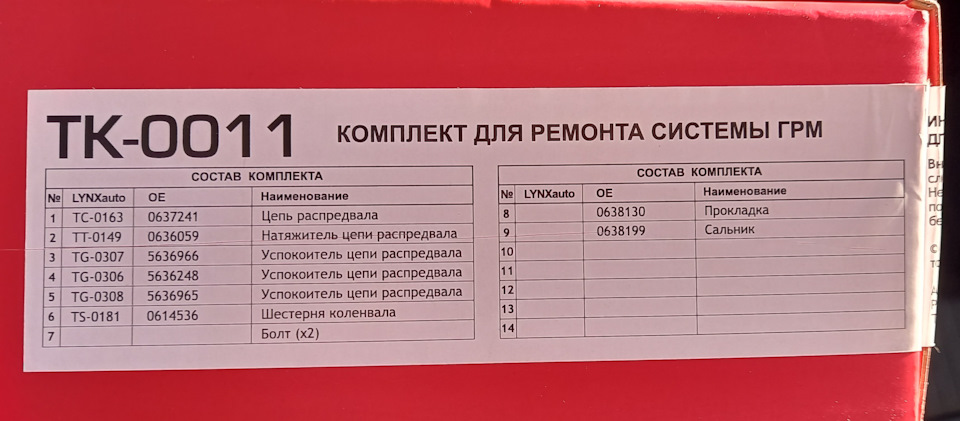 TK-0011 КОМПЛЕКТ ДЛЯ РЕМОНТА СИСТЕМЫ ГРМ
СОСТАВ КОМПЛЕКТА
№ LYNXauto OE Наименование
1 TC-0163 0637241 Цепь распредвала
2 TT-0149 0636059 Натяжитель цепи распредвала
3 TG-0307 5636966 Успокоитель цепи распредвала
4 TG-0306 5636248 Успокоитель цепи распредвала
5 TG-0308 5636965 Успокоитель цепи распредвала
6 TS-0181 0614536 Шестерня коленвала
7 Болт (x2)
СОСТАВ КОМПЛЕКТА
№ LYNXauto OE Наименование
8 0638130 Прокладка
9 0638199 Сальник
10
11
12
13
14